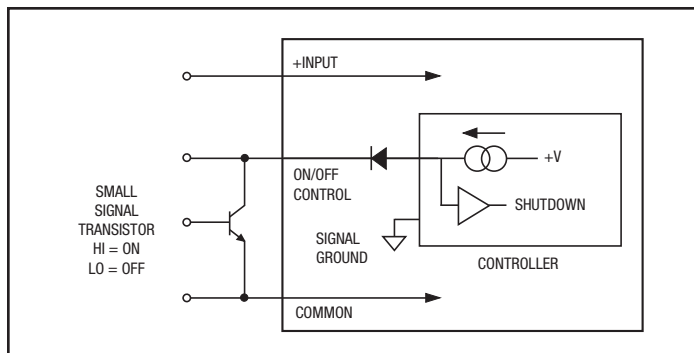 +INPUT
ON/OFF
CONTROL
+V
SHUTDOWN
SMALL
SIGNAL
TRANSISTOR
HI = ON
LO = OFF
SIGNAL
GROUND
CONTROLLER
COMMON